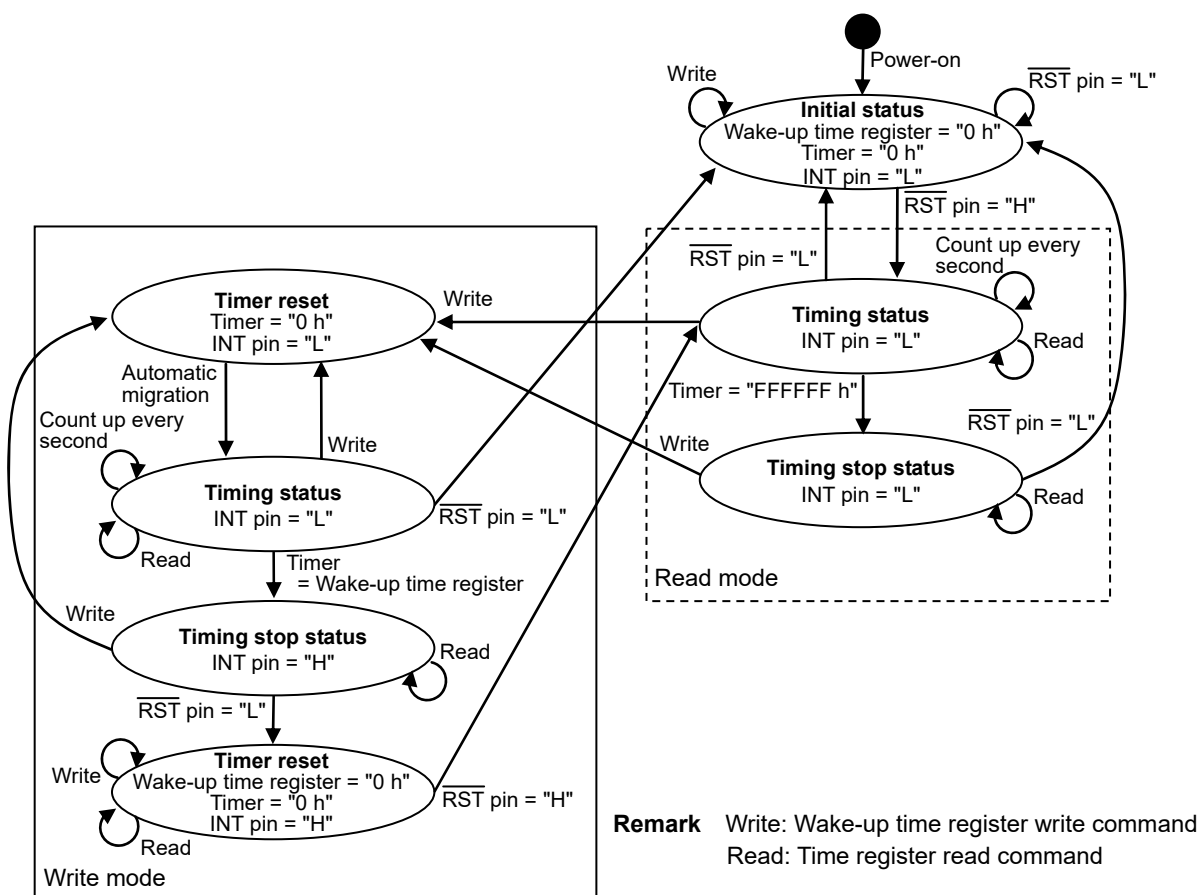 Power-on
Write
RST pin = "L"
Initial status
Wake-up time register = "0 h"
Timer = "0 h"
INT pin = "L"
RST pin = "H"
RST pin = "L"
Count up every
second
Timing status
INT pin = "L"
Read
Timer = "FFFFFF h"
RST pin = "L"
Timing stop status
INT pin = "L"
Read
Read mode
Write
Write
Timer reset
Timer = "0 h"
INT pin = "L"
Automatic
migration
Count up every
second
Write
Timing status
INT pin = "L"
RST pin = "L"
Read
Timer
= Wake-up time register
Write
Timing stop status
INT pin = "H"
Read
RST pin = "L"
Timer reset
Wake-up time register = "0 h"
Timer = "0 h"
INT pin = "H"
Write
RST pin = "H"
Read
Write mode
Remark Write: Wake-up time register write command
Read: Time register read command